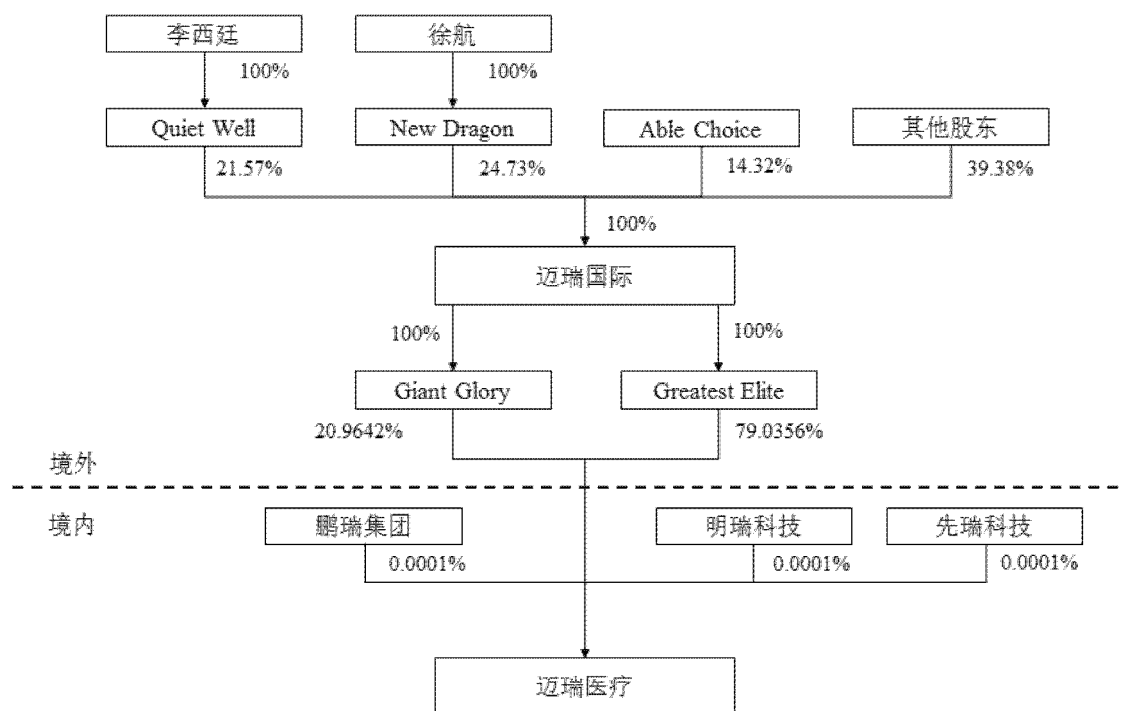 李西廷
徐航
100%
100%
Quiet Well
New Dragon
Able Choice
其他股东
21.57%
24.73%
14.32%
39.38%
100%
迈瑞国际
100%
100%
Giant Glory
Greatest Elite
20.9642%
79.0356%
境外
境内
鹏瑞集团
明瑞科技
先瑞科技
0.0001%
0.0001%
0.0001%
迈瑞医疗